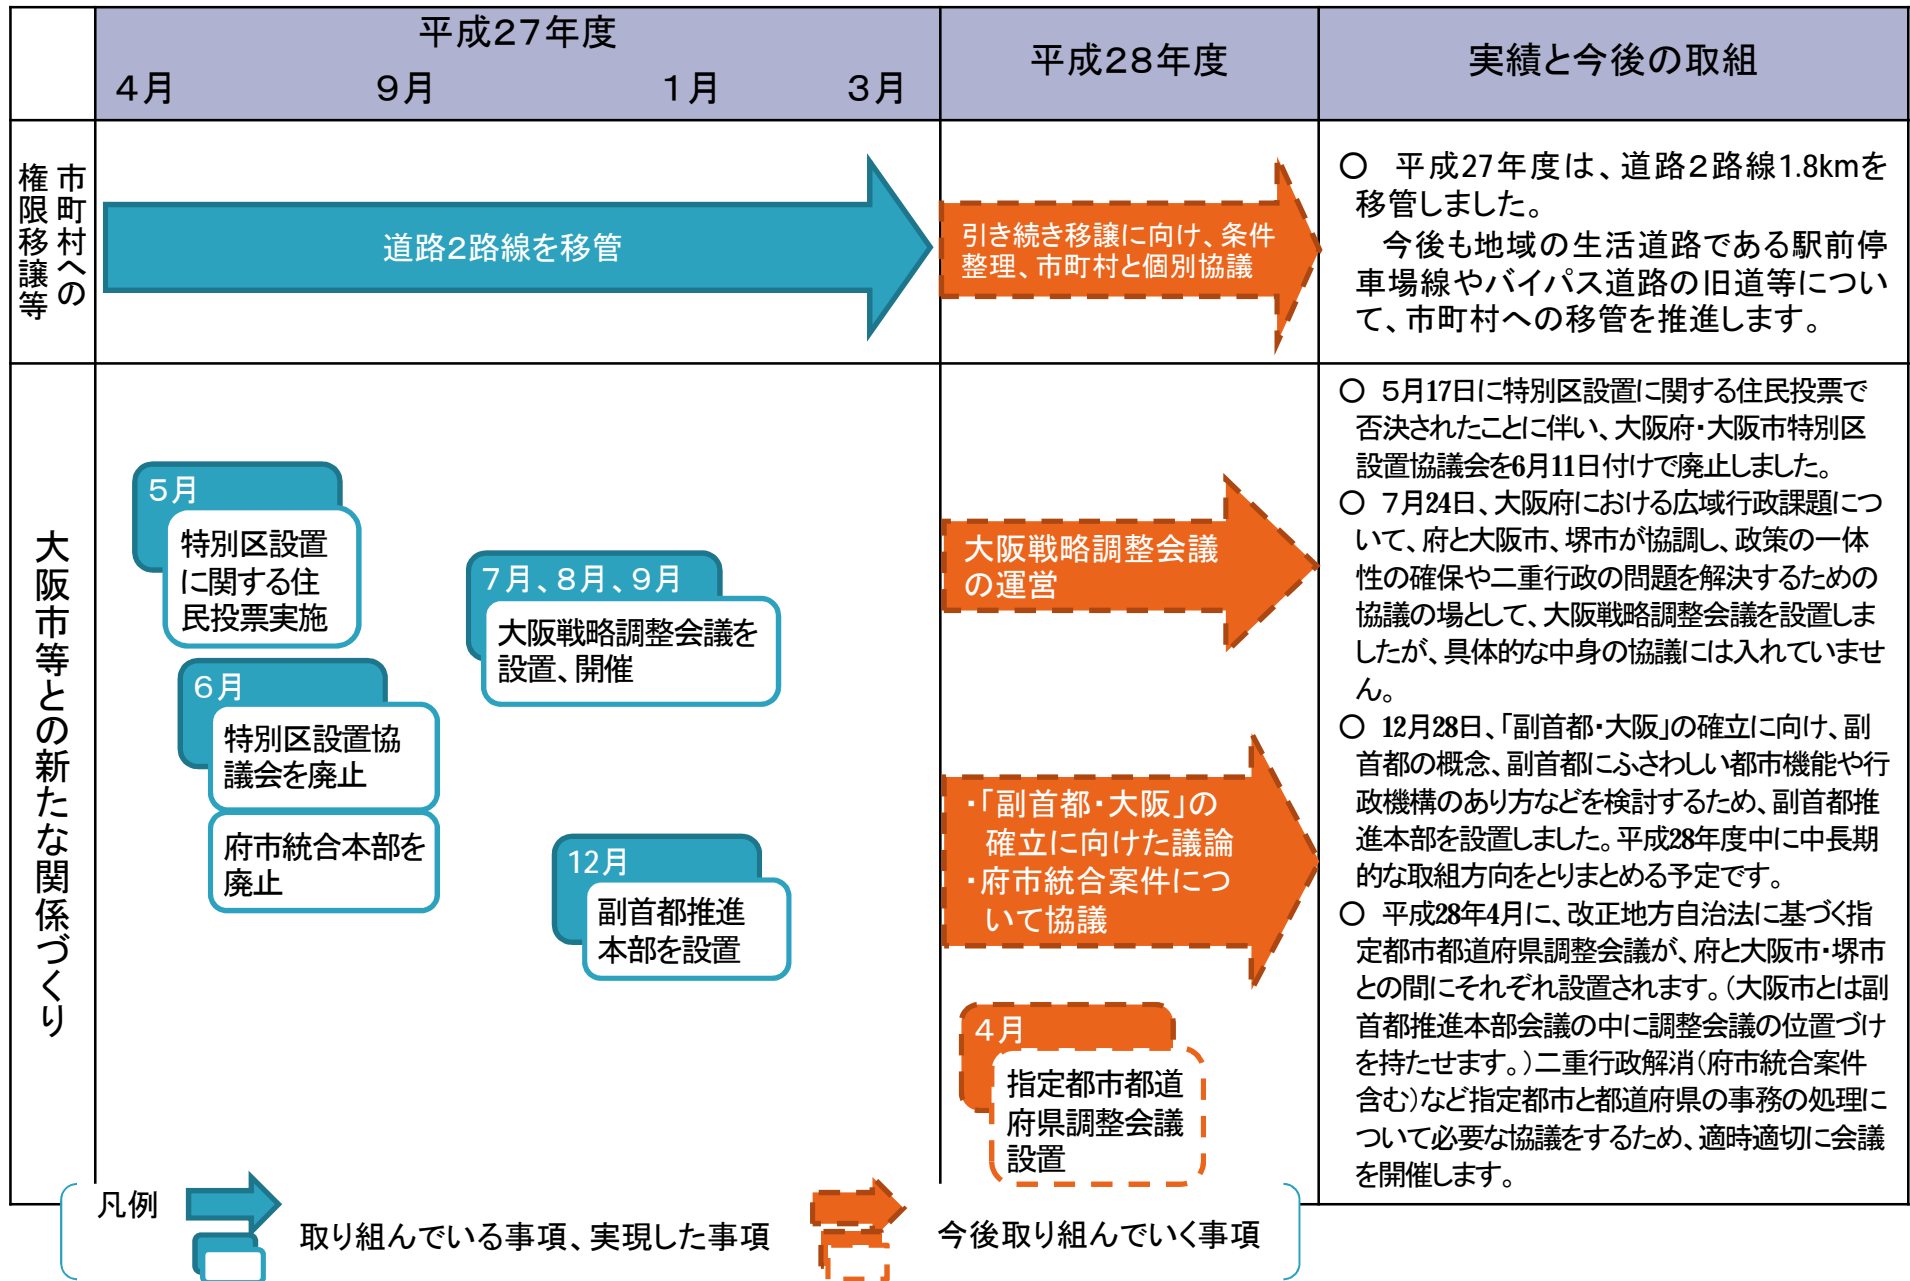 平成27年度
4月 9月 1月 3月
平成28年度
実績と今後の取組
市町村への
権限移譲等
道路2路線を移管
引き続き移譲に向け、条件
整理、市町村と個別協議
○ 平成27年度は、道路2路線1.8kmを
移管しました。
今後も地域の生活道路である駅前停
車場線やバイパス道路の旧道等につい
て、市町村への移管を推進します。
大阪市等との新たな関係づくり
5月
特別区設置
に関する住
民投票実施
6月
特別区設置協
議会を廃止
府市統合本部を
廃止
7月、8月、9月
大阪戦略調整会議を
設置、開催
12月
副首都推進
本部を設置
大阪戦略調整会議
の運営
・「副首都・大阪」の
確立に向けた議論
・府市統合案件につ
いて協議
4月
指定都市都道
府県調整会議
設置
○ 5月17日に特別区設置に関する住民投票で
否決されたことに伴い、大阪府・大阪市特別区
設置協議会を6月11日付けで廃止しました。
○ 7月24日、大阪府における広域行政課題につ
いて、府と大阪市、堺市が協調し、政策の一体
性の確保や二重行政の問題を解決するための
協議の場として、大阪戦略調整会議を設置しま
したが、具体的な中身の協議には入れていませ
ん。
○ 12月28日、「副首都・大阪」の確立に向け、副
首都の概念、副首都にふさわしい都市機能や行
政機構のあり方などを検討するため、副首都推
進本部を設置しました。平成28年度中に中長期
的な取組方向をとりまとめる予定です。
○ 平成28年4月に、改正地方自治法に基づく指
定都市都道府県調整会議が、府と大阪市・堺市
との間にそれぞれ設置されます。(大阪市とは副
首都推進本部会議の中に調整会議の位置づけ
を持たせます。)二重行政解消(府市統合案件
含む)など指定都市と都道府県の事務の処理に
ついて必要な協議をするため、適時適切に会議
を開催します。
凡例
取り組んでいる事項、実現した事項
今後取り組んでいく事項